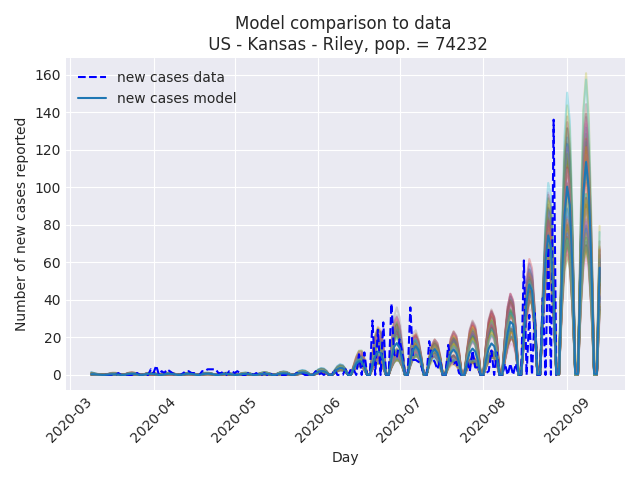 Model comparison to data
US - Kansas - Riley, pop. = 74232
new cases data
new cases model
Number of new cases reported
160
140
120
100
80
60
40
20
0
2020-03
2020-04
2020-05
2020-06
2020-07
2020-08
2020-09
Day